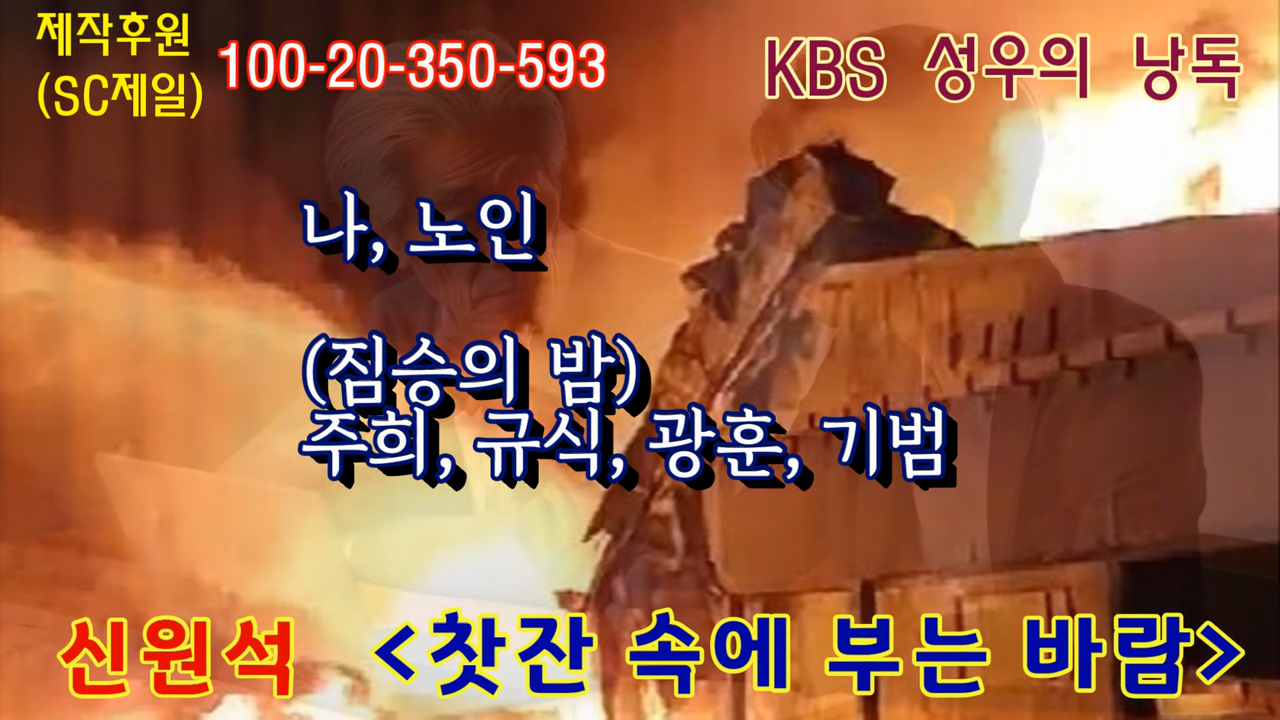 제작후원
(SC제일)
100-20-350-593
KBS 성우의 낭독
나, 노인
(짐승의 밤)
주희, 규식, 광훈, 기범
신원석 <찻잔 속에 부는 바람>